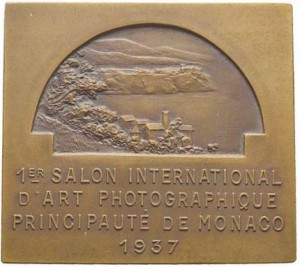 1ER SALON INTERNATIONAL
D'ART PHOTOGRAPHIQUE
PRINCIPAUTÉ DE MONACO
1937